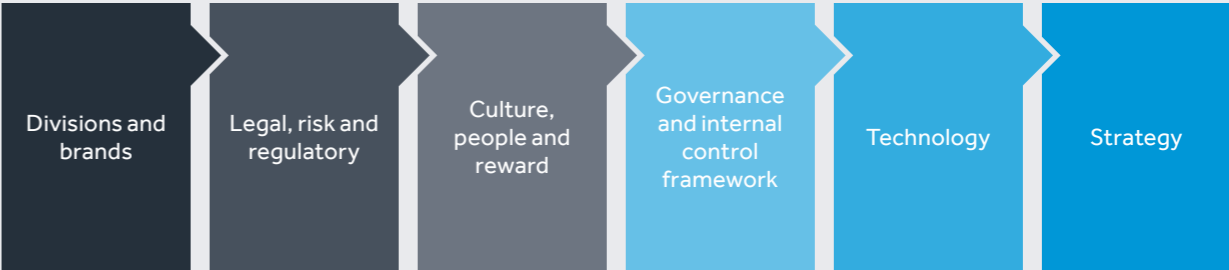 Divisions and
brands
Legal, risk and
regulatory
Culture,
people and
reward
Governance
and internal
control
framework
Technology
Strategy